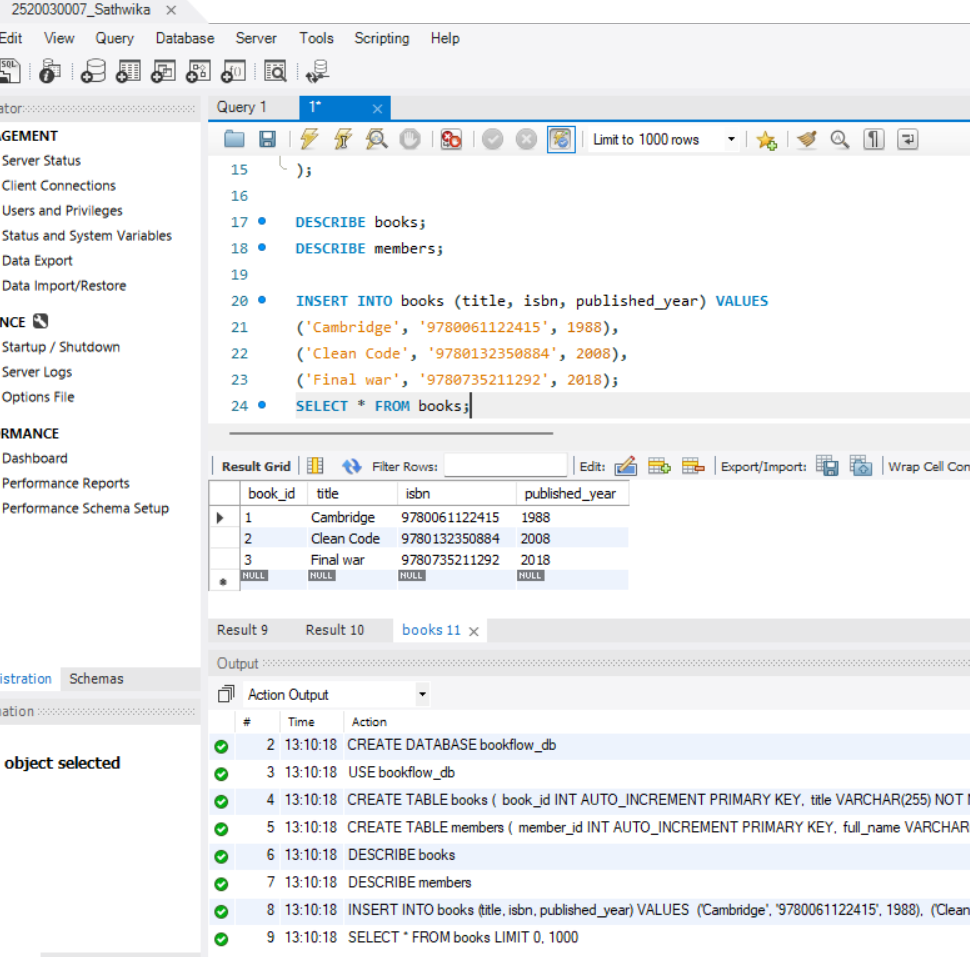 2520030007_Sathwika ×
Edit View Query Database Server Tools Scripting Help
SQL
Query 1 1* ×
Limit to 1000 rows
AGEMENT
Server Status
Client Connections
Users and Privileges
Status and System Variables
Data Export
Data Import/Restore
NCE
Startup / Shutdown
Server Logs
Options File
RMANCE
Dashboard
Performance Reports
Performance Schema Setup
istration Schemas
ation
object selected
15 );
16
17 DESCRIBE books;
18 DESCRIBE members;
19
20 INSERT INTO books (title, isbn, published_year) VALUES
21 ('Cambridge', '9780061122415', 1988),
22 ('Clean Code', '9780132350884', 2008),
23 ('Final war', '9780735211292', 2018);
24 SELECT * FROM books;
Result Grid Filter Rows: Edit: Export/Import: Wrap Cell Con
book_id title isbn published_year
1 Cambridge 9780061122415 1988
2 Clean Code 9780132350884 2008
3 Final war 9780735211292 2018
NULL NULL NULL NULL
Result 9 Result 10 books 11 ×
Output
Action Output
# Time Action
2 13:10:18 CREATE DATABASE bookflow_db
3 13:10:18 USE bookflow_db
4 13:10:18 CREATE TABLE books ( book_id INT AUTO_INCREMENT PRIMARY KEY, title VARCHAR(255) NOT
5 13:10:18 CREATE TABLE members ( member_id INT AUTO_INCREMENT PRIMARY KEY, full_name VARCHAR
6 13:10:18 DESCRIBE books
7 13:10:18 DESCRIBE members
8 13:10:18 INSERT INTO books (title, isbn, published_year) VALUES ('Cambridge', '9780061122415', 1988), ('Clean
9 13:10:18 SELECT * FROM books LIMIT 0, 1000